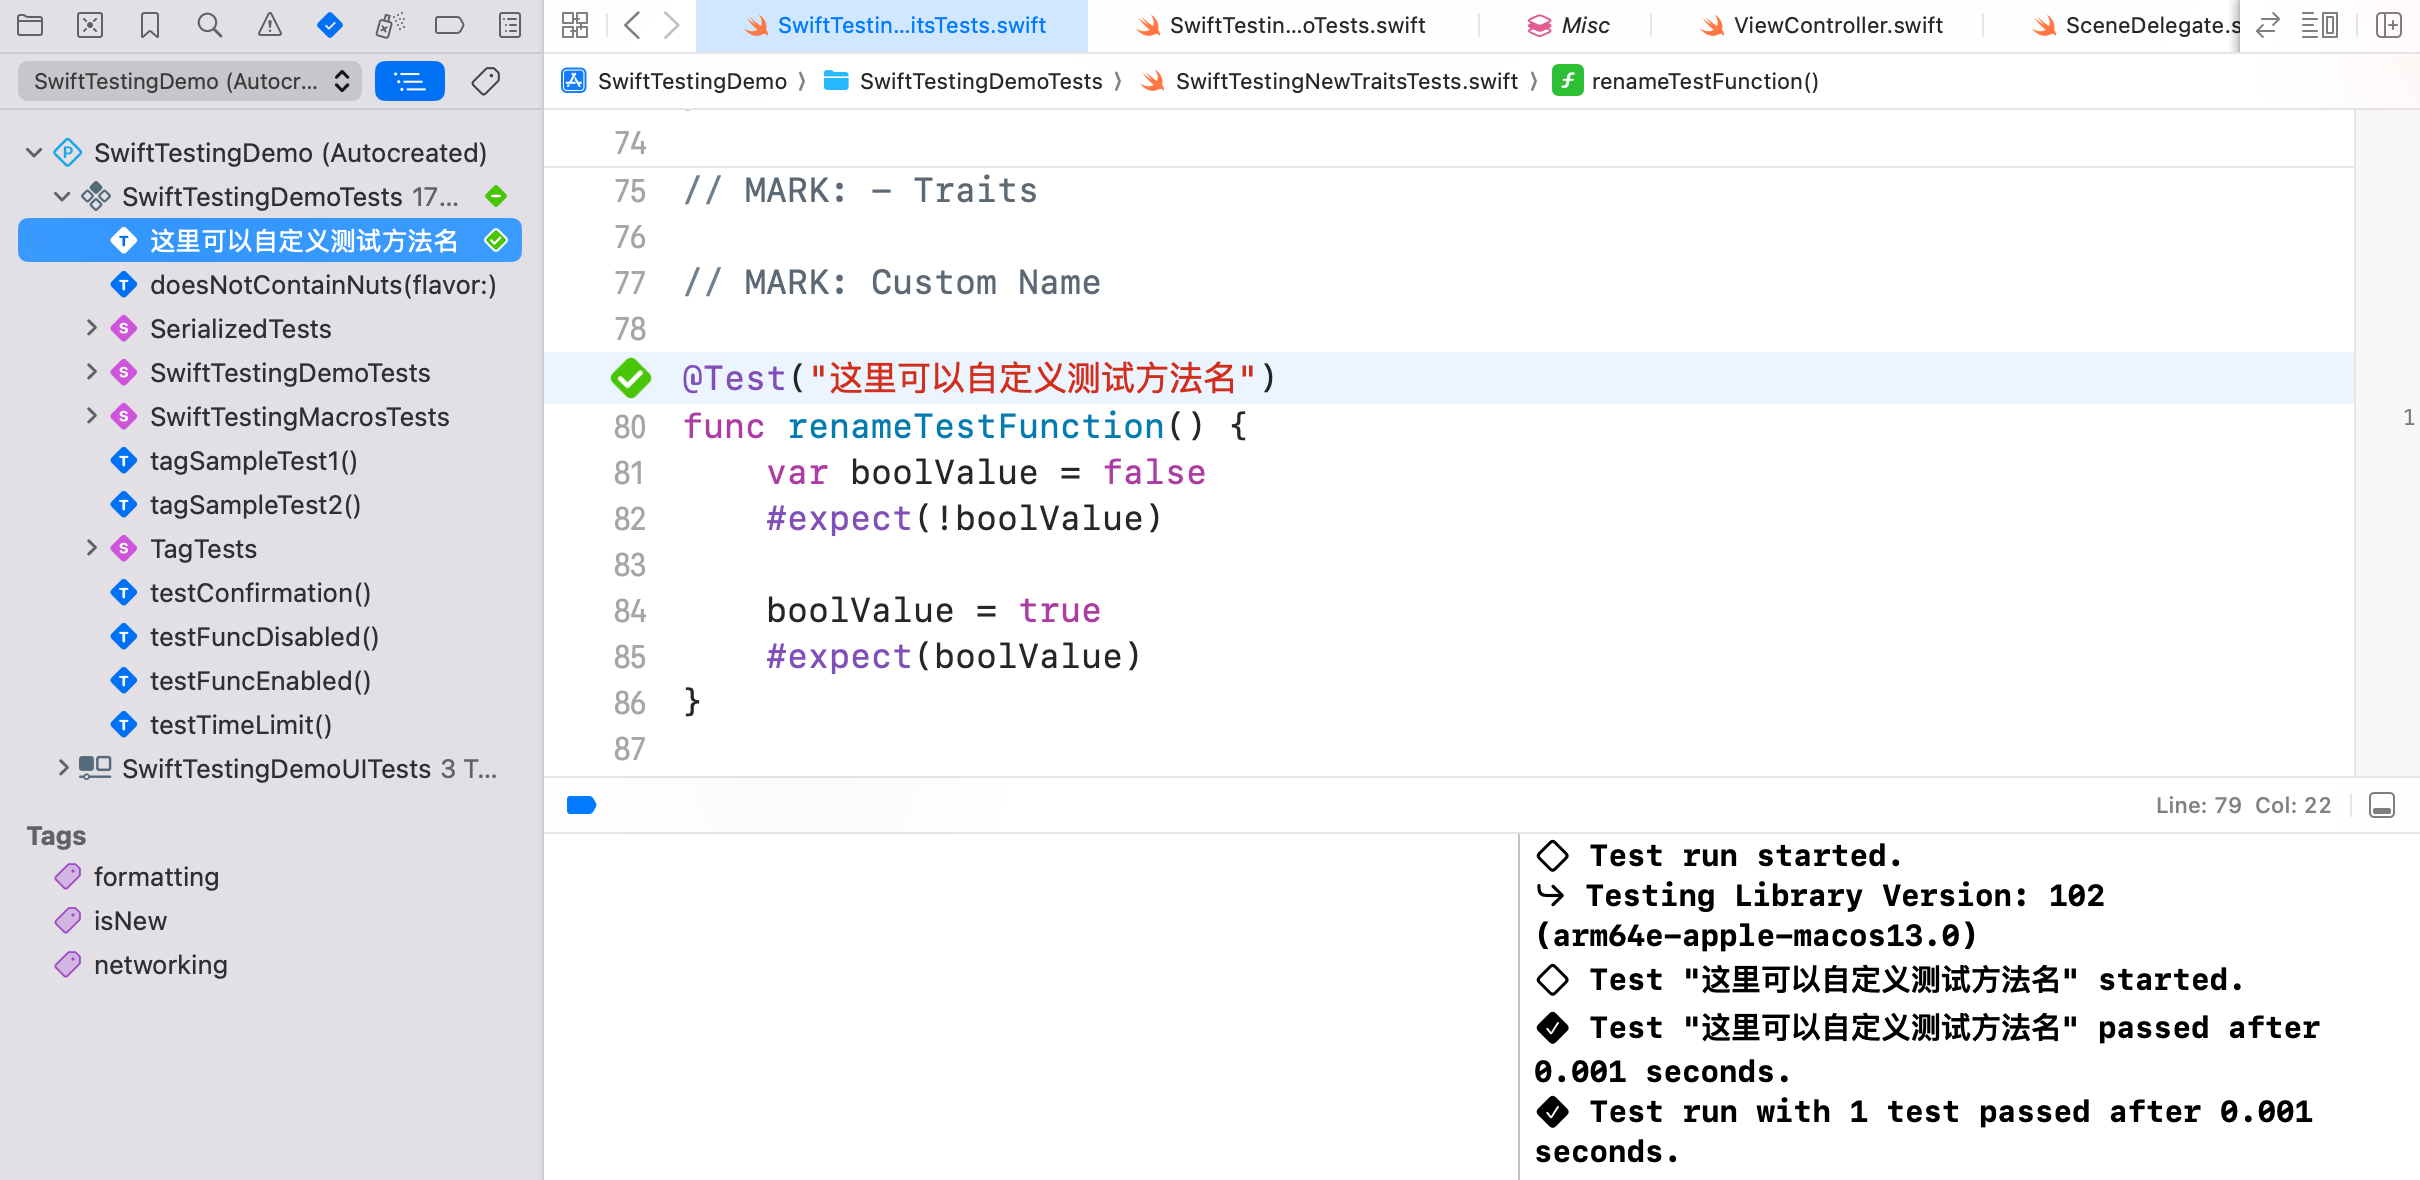 SwiftTestin...itsTests.swift
SwiftTestin...oTests.swift
Misc
ViewController.swift
SceneDelegate.s
SwiftTestingDemo (Autocr...
SwiftTestingDemo 〉 SwiftTestingDemoTests 〉 SwiftTestingNewTraitsTests.swift 〉 f renameTestFunction()
SwiftTestingDemo (Autocreated)
SwiftTestingDemoTests 17...
这里可以自定义测试方法名
doesNotContainNuts(flavor:)
SerializedTests
SwiftTestingDemoTests
SwiftTestingMacrosTests
tagSampleTest1()
tagSampleTest2()
TagTests
testConfirmation()
testFuncDisabled()
testFuncEnabled()
testTimeLimit()
SwiftTestingDemoUITests 3 T...
Tags
formatting
isNew
networking
74
75 // MARK: - Traits
76
77 // MARK: Custom Name
78
@Test("这里可以自定义测试方法名")
80 func renameTestFunction() {
81 var boolValue = false
82 #expect(!boolValue)
83
84 boolValue = true
85 #expect(boolValue)
86 }
87
1
Line: 79 Col: 22
Test run started.
Testing Library Version: 102
(arm64e-apple-macos13.0)
Test "这里可以自定义测试方法名" started.
Test "这里可以自定义测试方法名" passed after
0.001 seconds.
Test run with 1 test passed after 0.001
seconds.